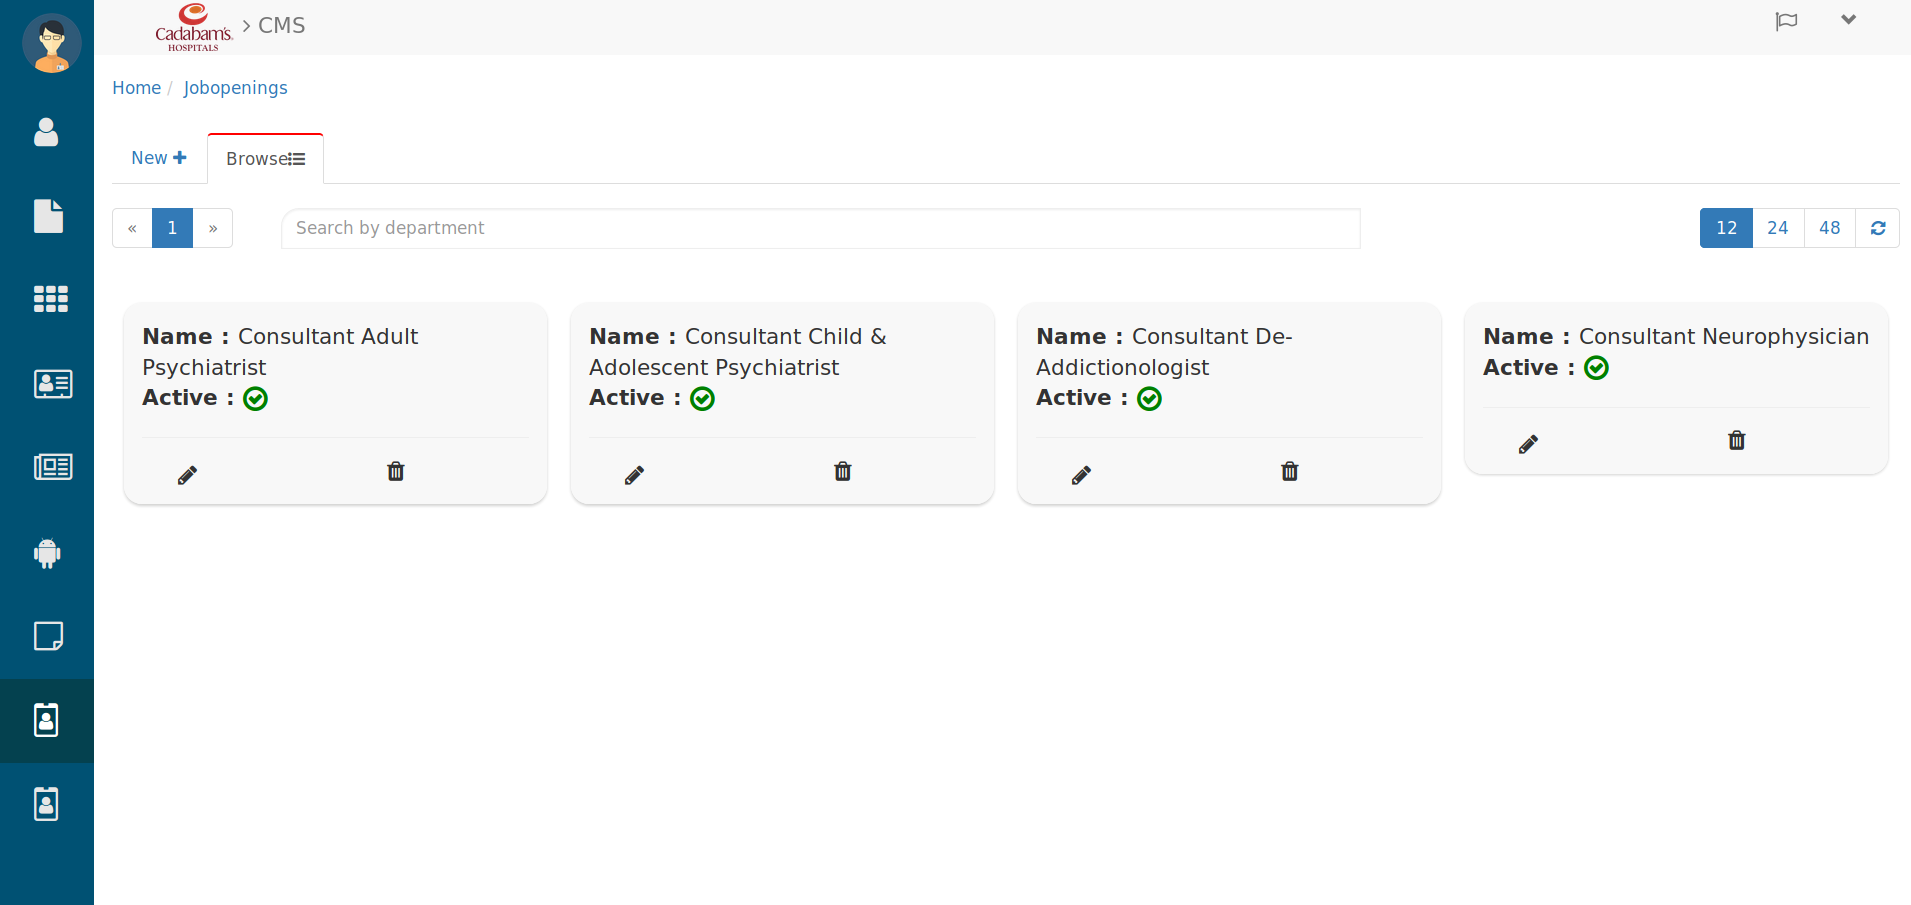 Cadabam's
HOSPITALS
CMS
Home / Jobopenings
New
Browse
« 1 »
Search by department
12 24 48
Name : Consultant Adult
Psychiatrist
Active :
Name : Consultant Child &
Adolescent Psychiatrist
Active :
Name : Consultant De-
Addictionologist
Active :
Name : Consultant Neurophysician
Active :